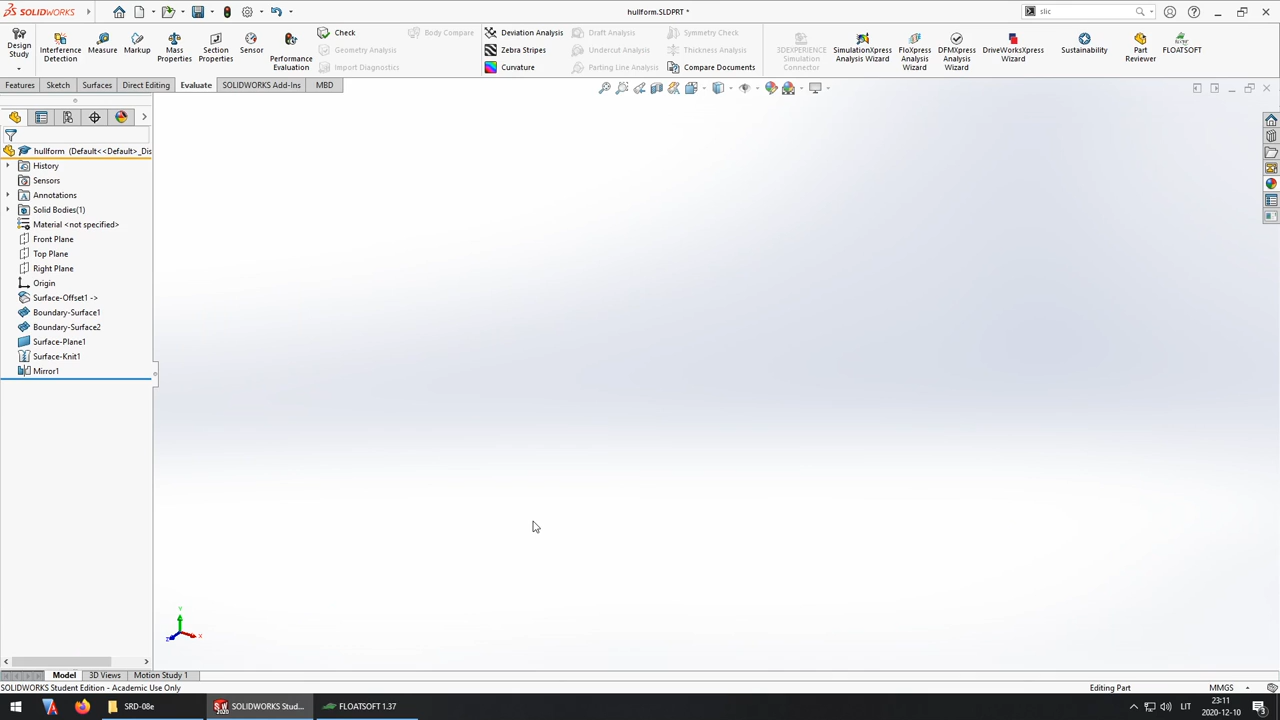 SOLIDWORKS
hullform.SLDPRT *
slic
Design Study
Interference Detection
Measure
Markup
Mass Properties
Section Properties
Sensor
Performance Evaluation
Check
Geometry Analysis
Import Diagnostics
Body Compare
Deviation Analysis
Zebra Stripes
Curvature
Draft Analysis
Undercut Analysis
Parting Line Analysis
Symmetry Check
Thickness Analysis
Compare Documents
3DEXPERIENCE Simulation Connector
SimulationXpress Analysis Wizard
FloXpress Analysis Wizard
DFMXpress Analysis Wizard
DriveWorksXpress Wizard
Sustainability
Part Reviewer
FLOATSOFT
Features
Sketch
Surfaces
Direct Editing
Evaluate
SOLIDWORKS Add-Ins
MBD
hullform (Default<<Default>_Dis
History
Sensors
Annotations
Solid Bodies(1)
Material <not specified>
Front Plane
Top Plane
Right Plane
Origin
Surface-Offset1 ->
Boundary-Surface1
Boundary-Surface2
Surface-Plane1
Surface-Knit1
Mirror1
Y
Z
X
Model
3D Views
Motion Study 1
SOLIDWORKS Student Edition - Academic Use Only
Editing Part
MMGS
SRD-08e
SOLIDWORKS Stud...
FLOATSOFT 1.37
LIT
23:11
2020-12-10